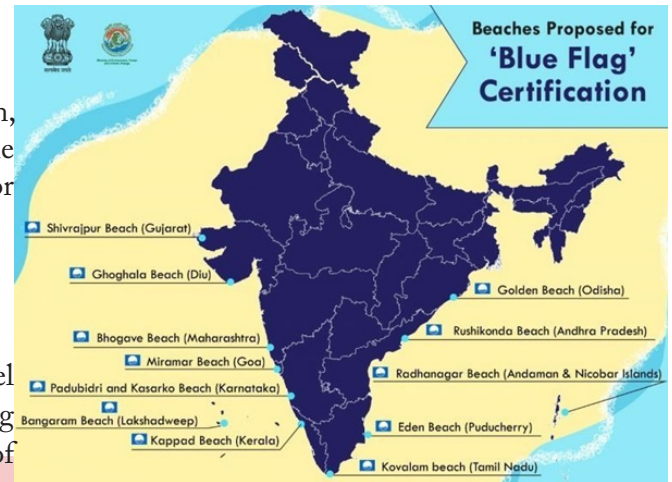 Beaches Proposed for
'Blue Flag'
Certification
Shivrajpur Beach (Gujarat)
Ghoghala Beach (Diu)
Golden Beach (Odisha)
Bhogave Beach (Maharashtra)
Rushikonda Beach (Andhra Pradesh)
Miramar Beach (Goa)
Radhanagar Beach (Andaman & Nicobar Islands)
Padubidri and Kasarko Beach (Karnataka)
Bangaram Beach (Lakshadweep)
Eden Beach (Puducherry)
Kappad Beach (Kerala)
Kovalam beach (Tamil Nadu)
of